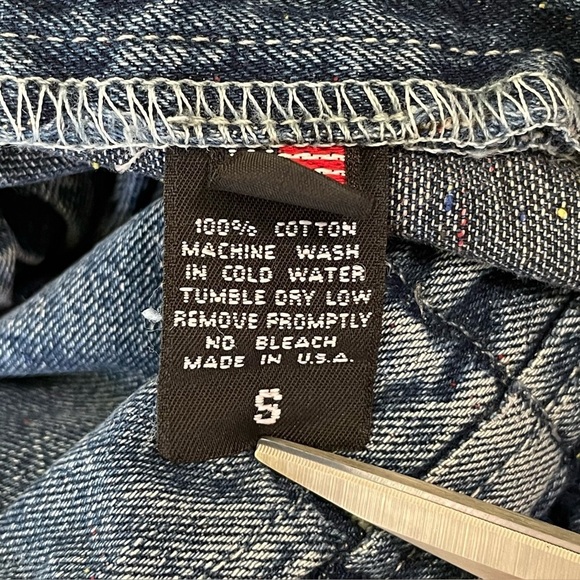 100% COTTON
MACHINE WASH
IN COLD WATER
TUMBLE DRY LOW
REMOVE PROMPTLY
NO BLEACH
MADE IN U.S.A.
S